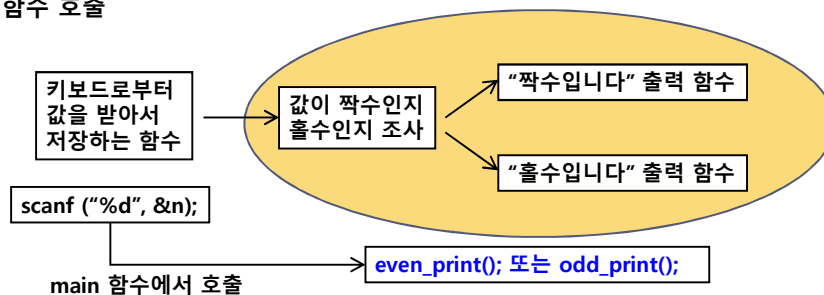 함수 호출
키보드로부터
값을 받아서
저장하는 함수
값이 짝수인지
홀수인지 조사
“짝수입니다” 출력 함수
“홀수입니다” 출력 함수
scanf (“%d”, &n);
even_print(); 또는 odd_print();
main 함수에서 호출